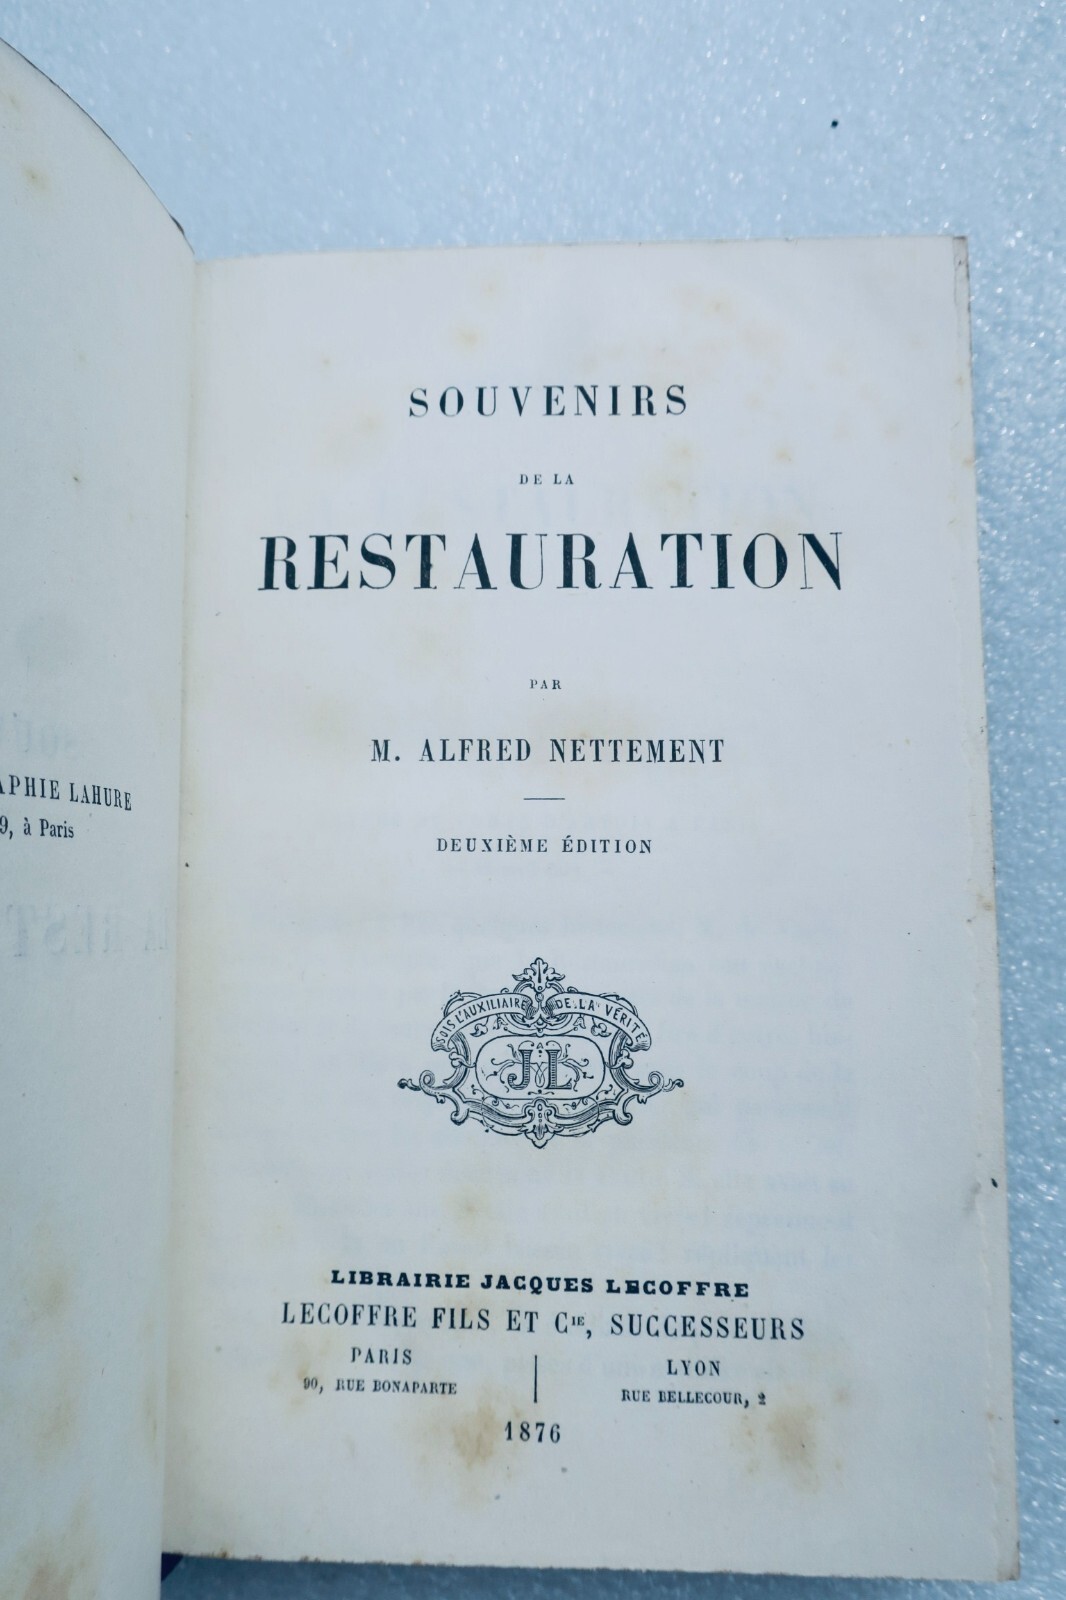 APHIE LAHURE
9, à Paris
SOUVENIRS
DE LA
RESTAURATION
PAR
M. ALFRED NETTEMENT
DEUXIÈME ÉDITION
SOIS L'AUXILIAIRE DE LA VÉRITÉ
JL
LIBRAIRIE JACQUES LECOFFRE
LECOFFRE FILS ET CIE, SUCCESSEURS
PARIS
90, RUE BONAPARTE
LYON
RUE BELLECOUR, 2
1876